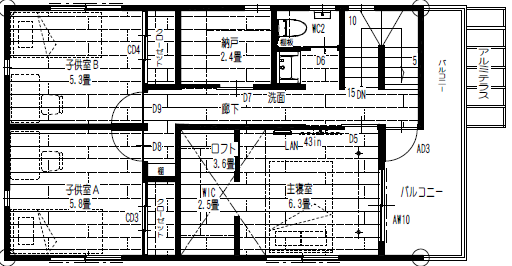 クローゼット
納戸
2.4畳
WC2
棚板
10
CD4
子供室B
5.3畳
D6
5
バルコニー
アルミテラス
D7
洗面
15
DN
D9
廊下
D8
ロフト
3.6畳
LAN
43in
D5
AD3
棚
子供室A
5.8畳
クローゼット
CD3
WIC
2.5畳
主寝室
6.3畳
バルコニー
AW10